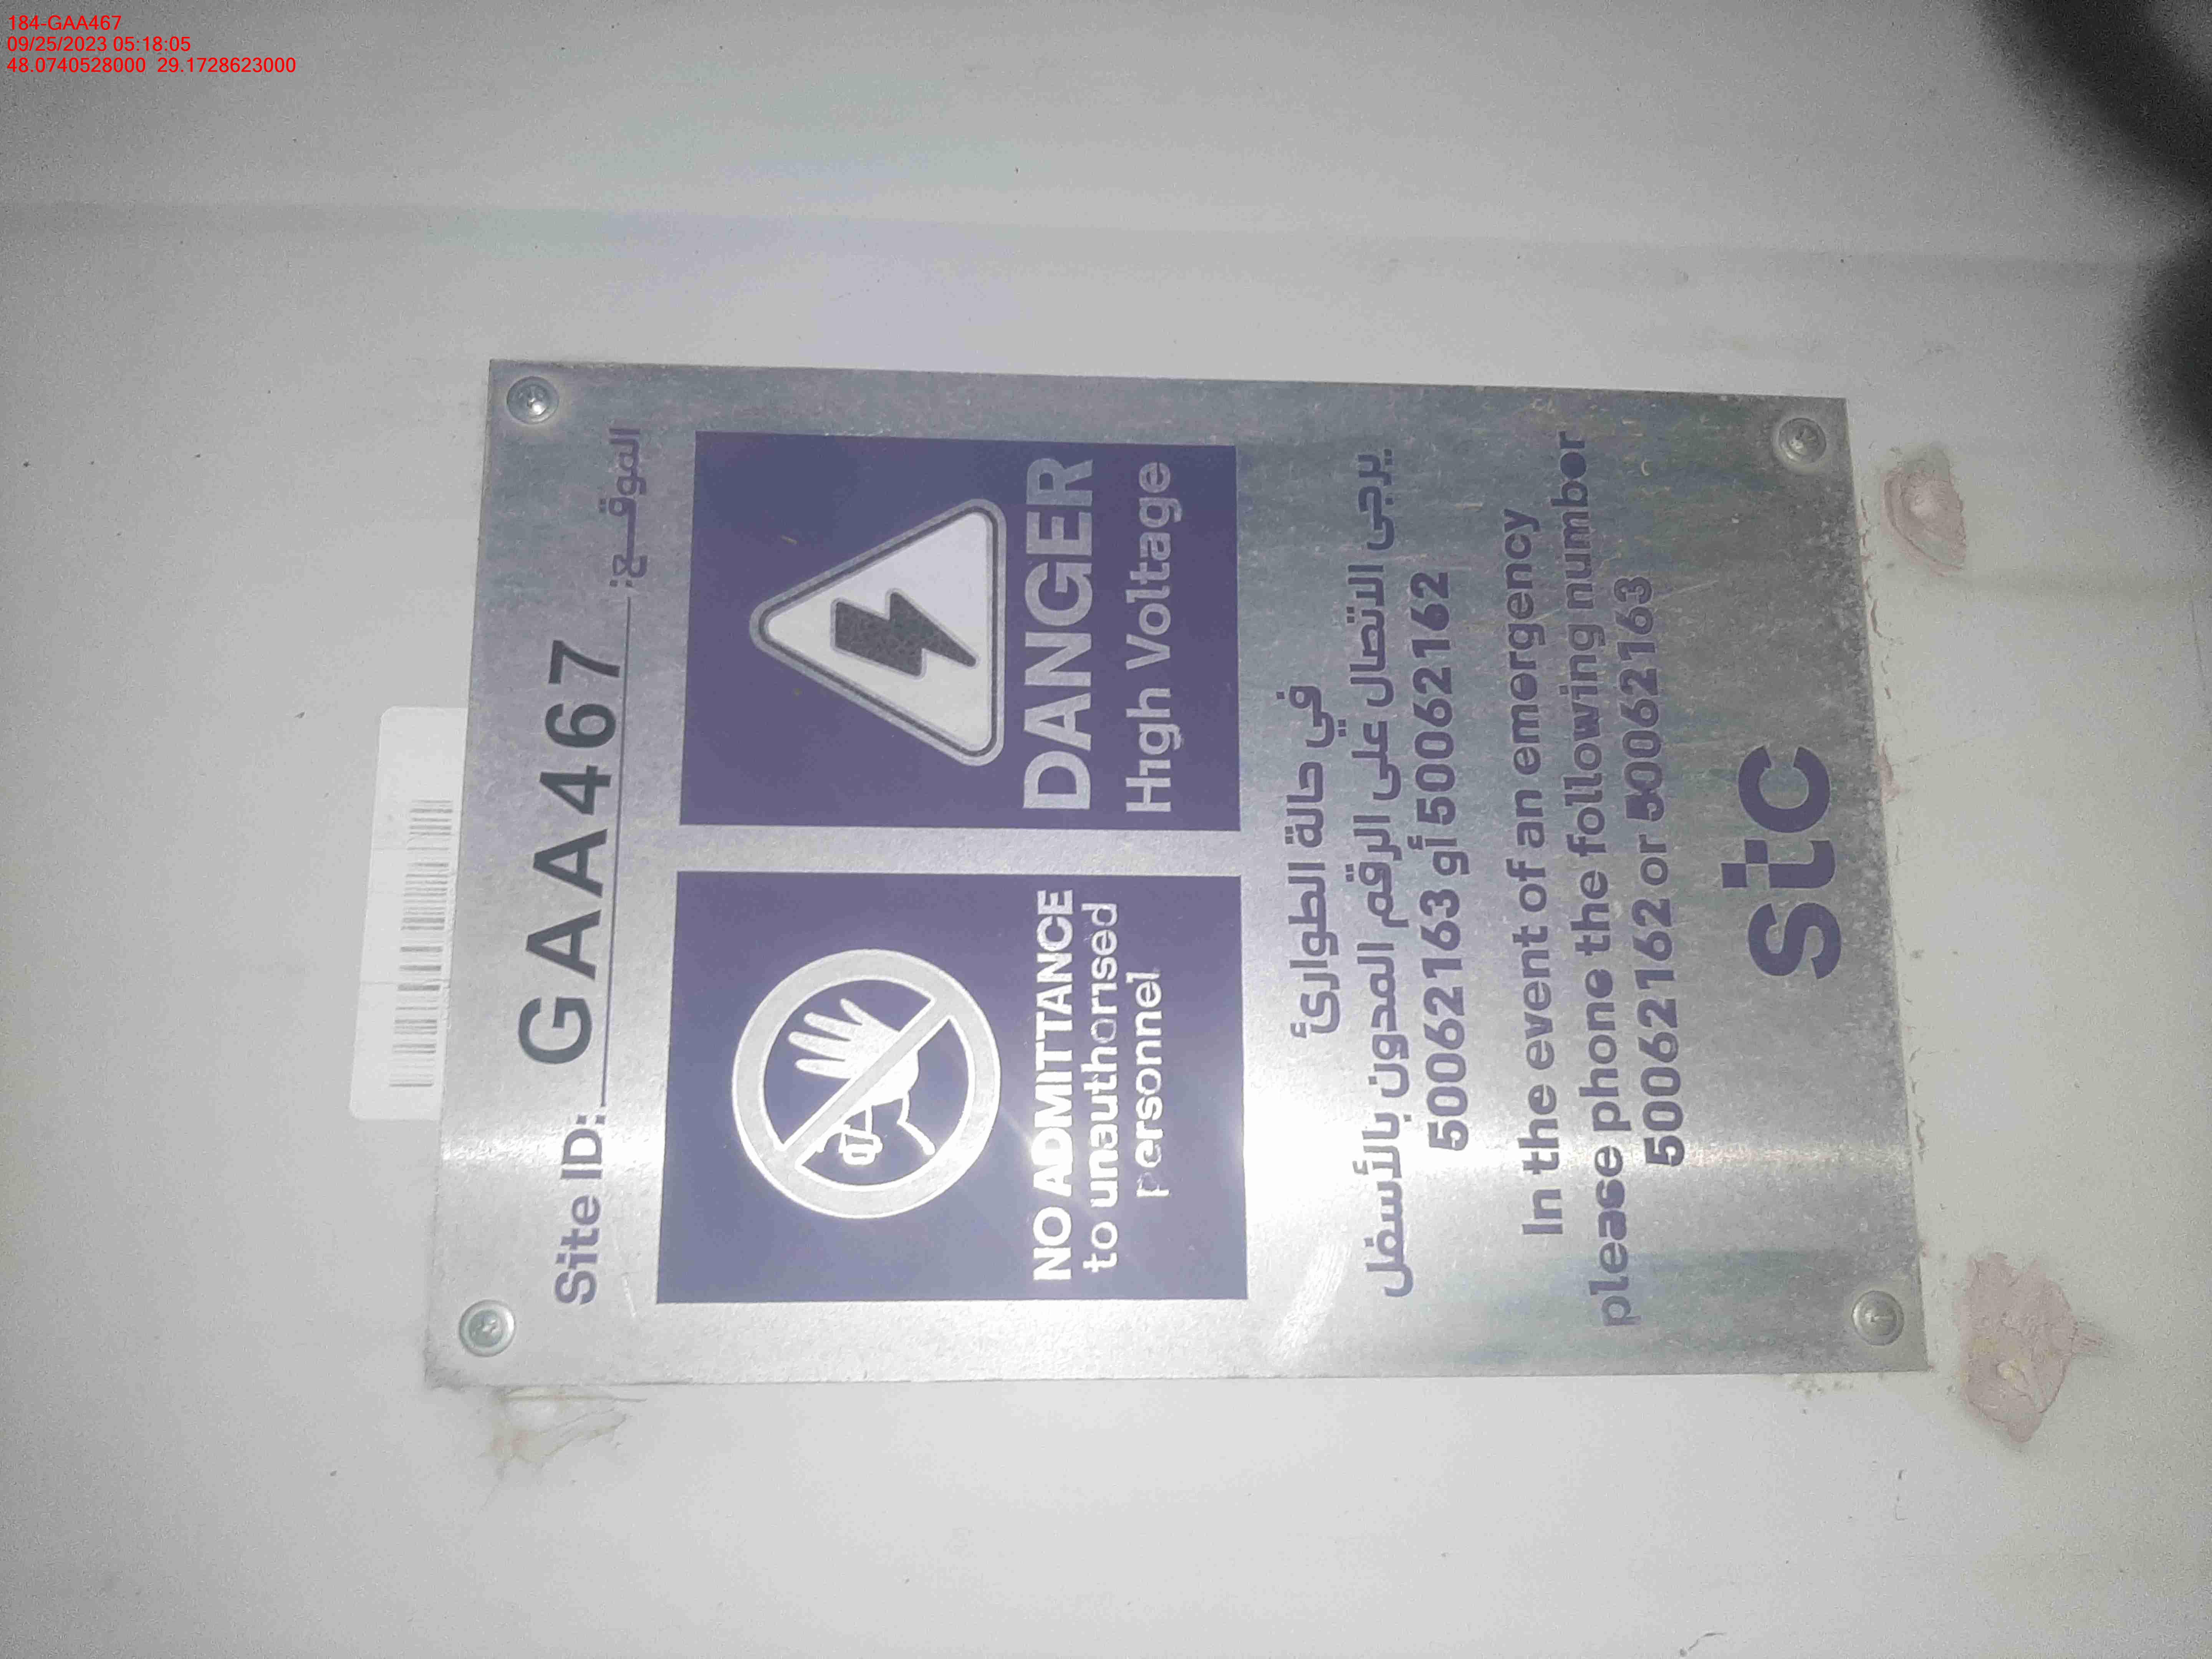 184-GAA467
09/25/2023 05:18:05
48.0740528000 29.1728623000
Site ID: GAA467 الموقــع:
NO ADMITTANCE
to unauthorised
personnel
DANGER
High Voltage
في حالة الطوارئ
يرجى الاتصال على الرقم المدون بالأسفل
50062162 أو 50062163
In the event of an emergency
please phone the following number
50062162 or 50062163
stc